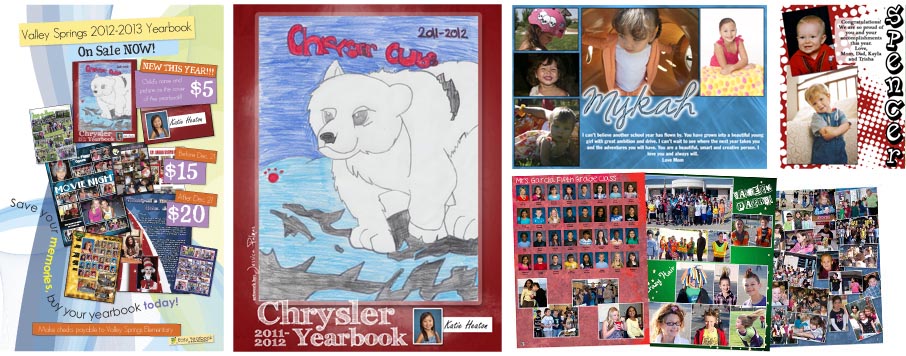 Valley Springs 2012-2013 Yearbook
On Sale NOW!
NEW THIS YEAR!!!
Child's name and
picture on the cover
of the yearbook!
$5
Katie Heaton
Chrysler
Yearbook
Before Dec. 21
$15
MOVIE NIGHT
After Dec. 21
$20
Save your memories,
buy your yearbook today!
Make checks payable to Valley Springs Elementary
2011-2012
Chrysler Cubs
Chrysler
2011-
2012
Yearbook
Katie Heaton
Mykah
I can't believe another school year has flown by. You have grown into a beautiful young
girl with great ambition and drive. I can't wait to see where the next year takes you
and the adventures you will have. You are a beautiful, smart and creative person. I
love you and always will.
Love Mom
Congratulations!
We are so proud of
you and your
accomplishments
this year.
Love,
Mom, Dad, Kayla
and Trisha
SPENCER
Mrs. Garcia Fifth Grade Class